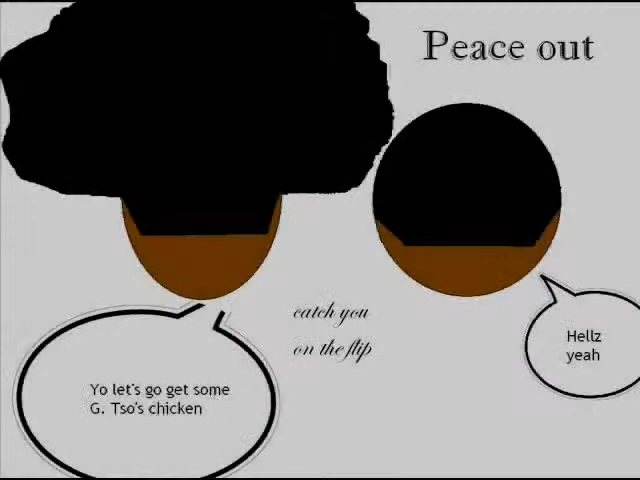 Peace out
catch you
on the flip
Hellz
yeah
Yo let's go get some
G. Tso's chicken